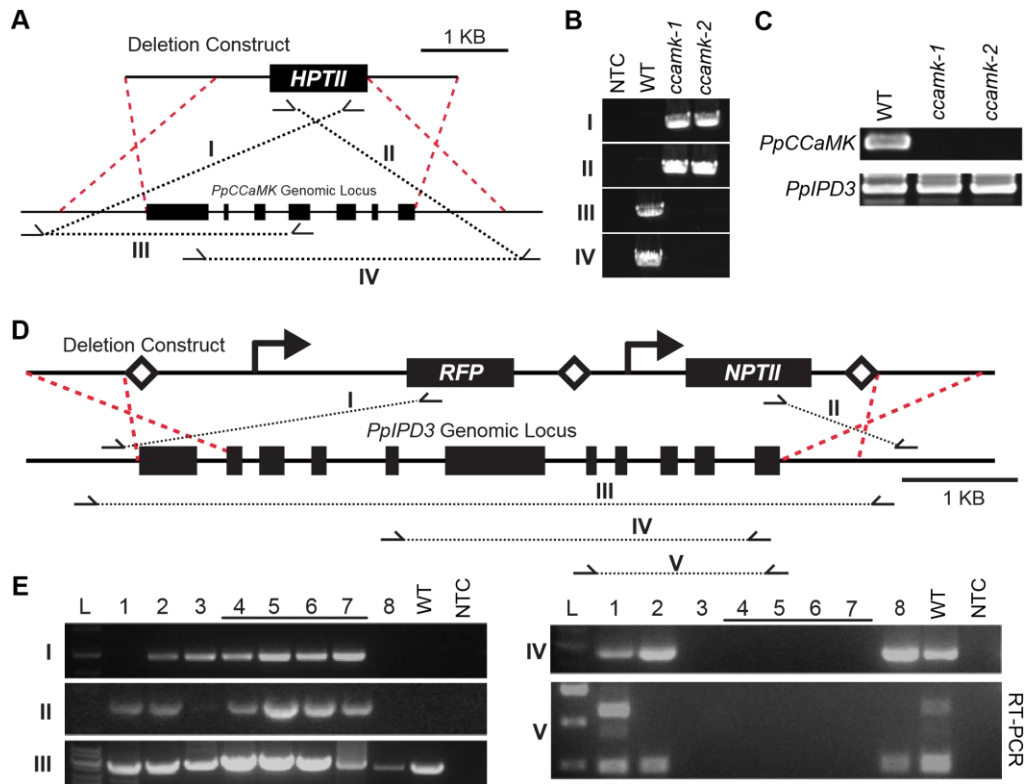 A
Deletion Construct
1 KB
HPTII
I
II
PpCCaMK Genomic Locus
III
IV
B
NTC
WT
ccamk-1
ccamk-2
I
II
III
IV
C
WT
ccamk-1
ccamk-2
PpCCaMK
PpIPD3
D
Deletion Construct
RFP
NPTII
I
II
PpIPD3 Genomic Locus
1 KB
III
IV
V
E
L 1 2 3 4 5 6 7 8 WT NTC
I
II
III
L 1 2 3 4 5 6 7 8 WT NTC
IV
V
RT-PCR